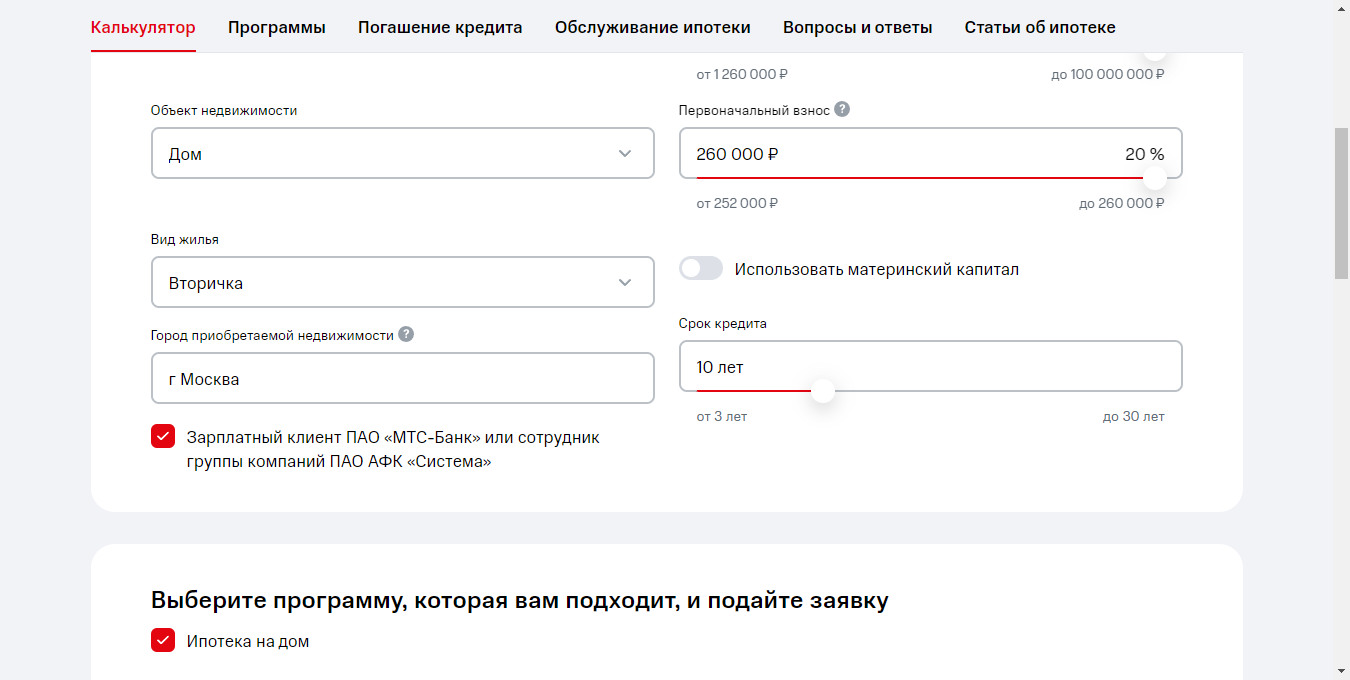 Калькулятор Программы Погашение кредита Обслуживание ипотеки Вопросы и ответы Статьи об ипотеке
от 1 260 000 ₽ до 100 000 000 ₽
Объект недвижимости
Дом
Первоначальный взнос ?
260 000 ₽ 20 %
от 252 000 ₽ до 260 000 ₽
Вид жилья
Вторичка
Использовать материнский капитал
Город приобретаемой недвижимости ?
г Москва
Срок кредита
10 лет
от 3 лет до 30 лет
Зарплатный клиент ПАО «МТС-Банк» или сотрудник
группы компаний ПАО АФК «Система»
Выберите программу, которая вам подходит, и подайте заявку
Ипотека на дом